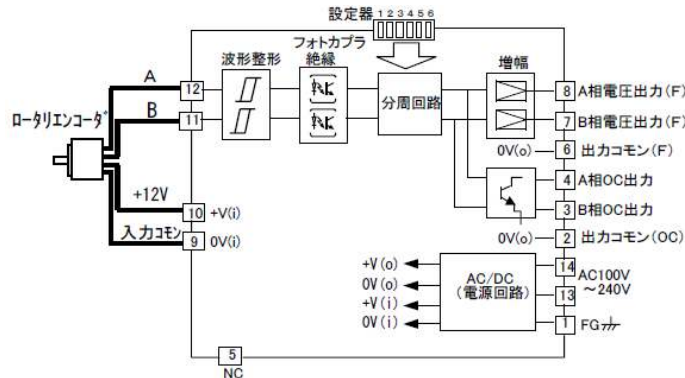 設定器 1 2 3 4 5 6
波形整形
フォトカプラ
絶縁
増幅
分周回路
A
B
ロータリエンコーダ
+12V
入力コモン
12
11
10 +V(i)
9 0V(i)
8 A相電圧出力(F)
7 B相電圧出力(F)
0V(o) 6 出力コモン(F)
4 A相OC出力
3 B相OC出力
0V(o) 2 出力コモン(OC)
+V(o)
0V(o)
+V(i)
0V(i)
AC/DC
(電源回路)
14 AC100V
13 ～240V
1 FG
5
NC